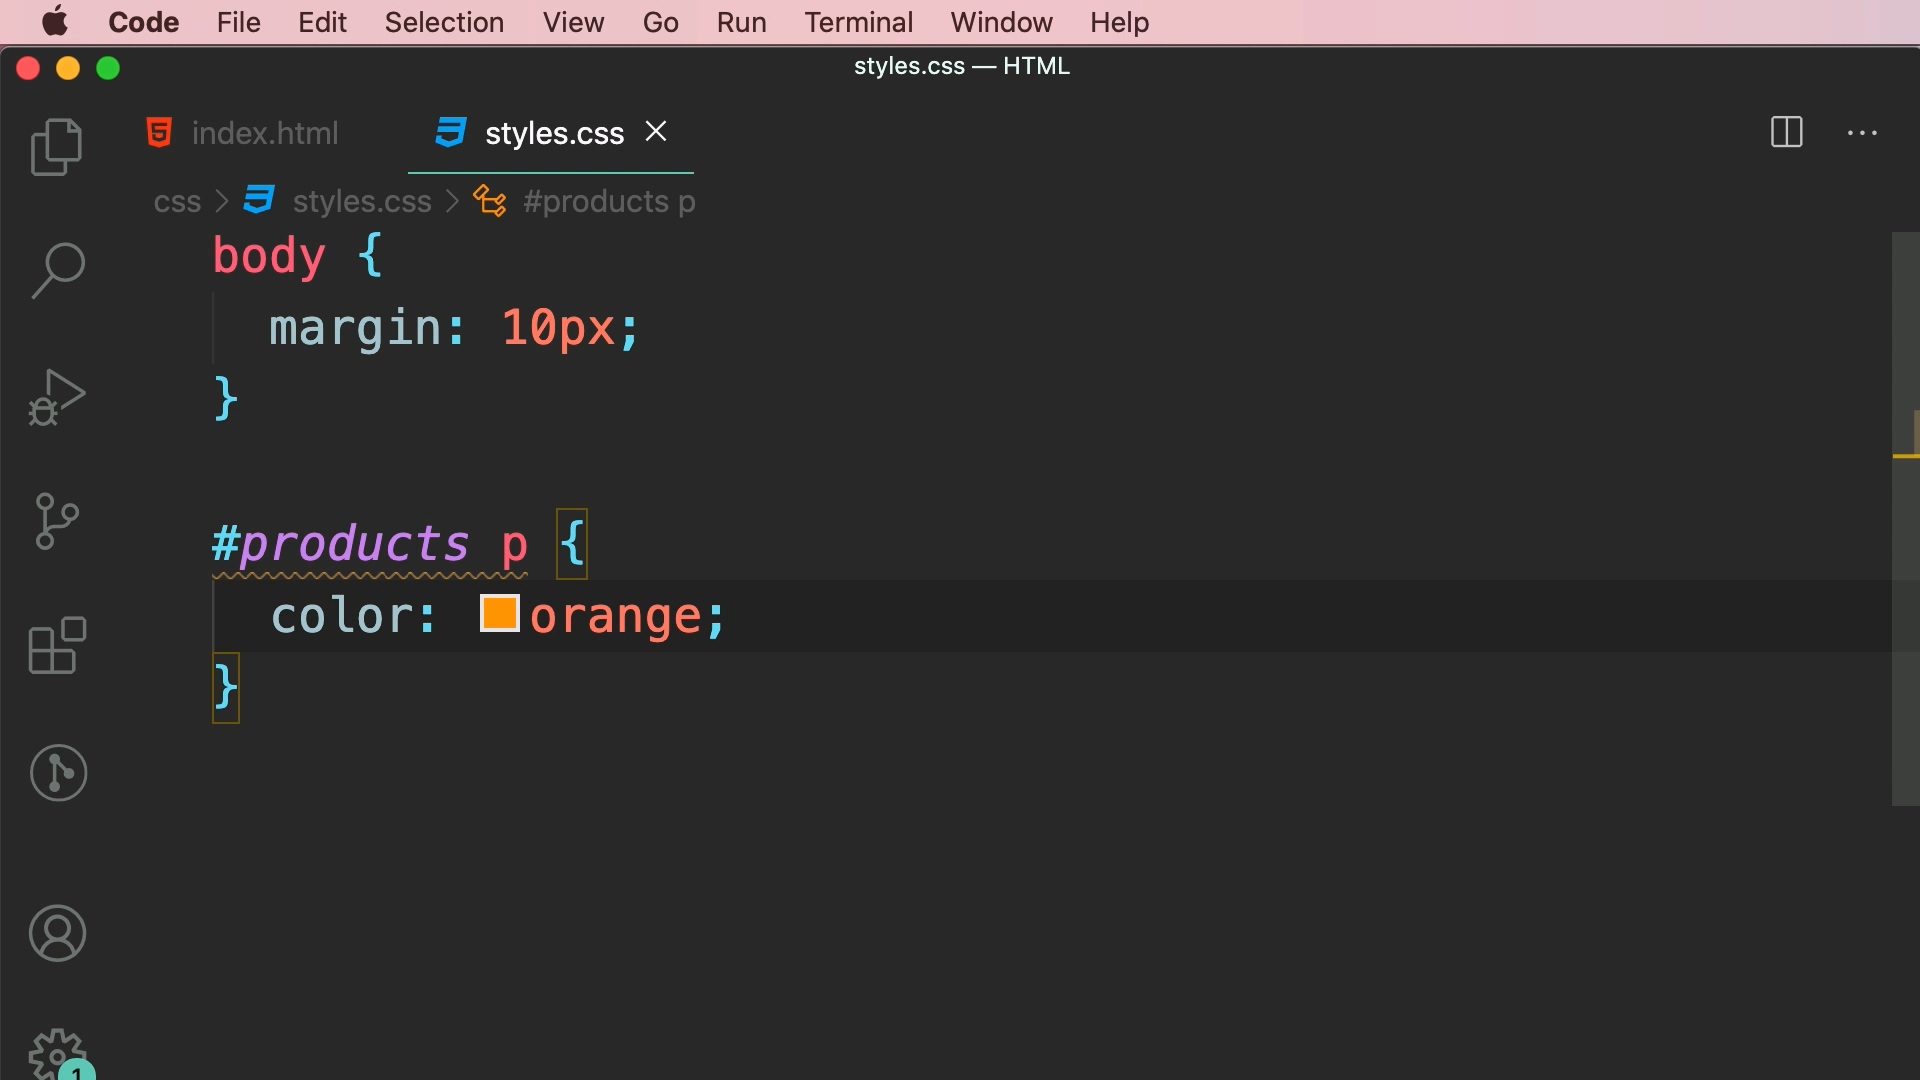 Code File Edit Selection View Go Run Terminal Window Help
styles.css — HTML
index.html styles.css
css > styles.css > #products p
body {
margin: 10px;
}
#products p {
color: orange;
}
1